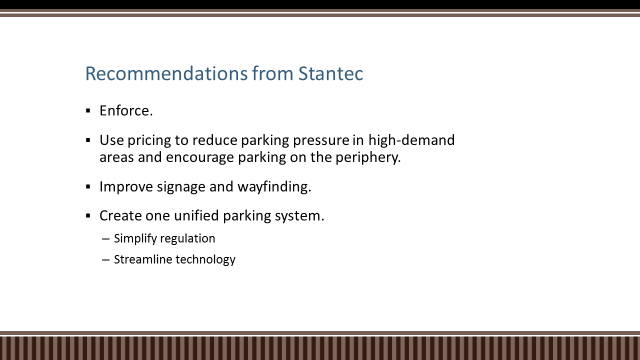 Recommendations from Stantec
▪ Enforce.
▪ Use pricing to reduce parking pressure in high-demand
areas and encourage parking on the periphery.
▪ Improve signage and wayfinding.
▪ Create one unified parking system.
– Simplify regulation
– Streamline technology